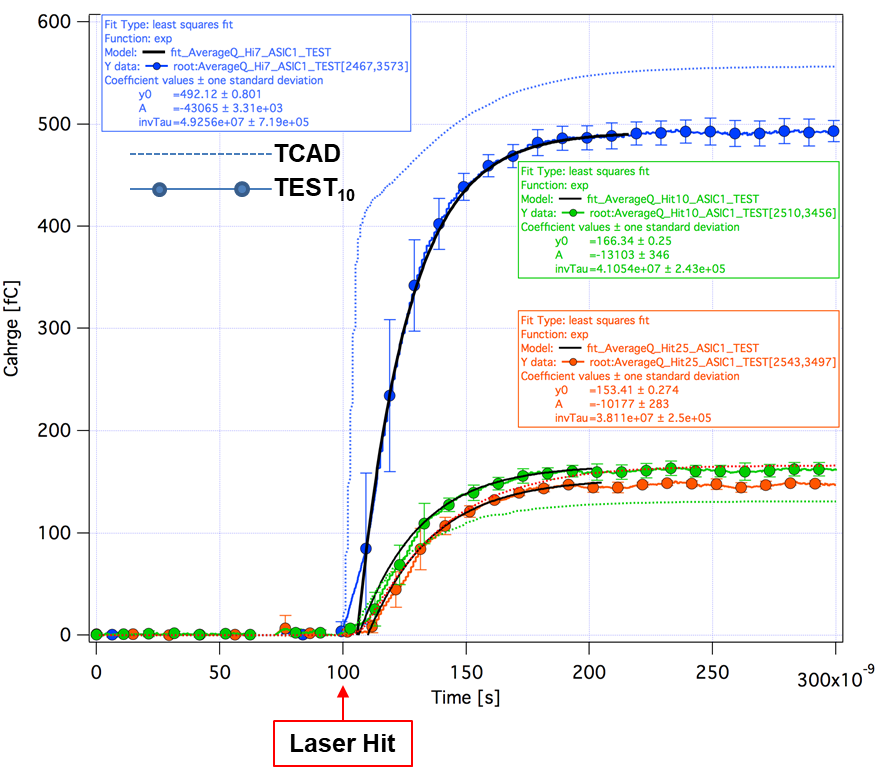 600
500
400
300
200
100
0
Cahrge [fC]
Fit Type: least squares fit
Function: exp
Model: fit_AverageQ_Hi7_ASIC1_TEST
Y data: root:AverageQ_Hi7_ASIC1_TEST[2467,3573]
Coefficient values ± one standard deviation
y0 =492.12 ± 0.801
A =-43065 ± 3.31e+03
invTau=4.9256e+07 ± 7.19e+05
TCAD
TEST10
Fit Type: least squares fit
Function: exp
Model: fit_AverageQ_Hit10_ASIC1_TEST
Y data: root:AverageQ_Hit10_ASIC1_TEST[2510,3456]
Coefficient values ± one standard deviation
y0 =166.34 ± 0.25
A =-13103 ± 346
invTau=4.1054e+07 ± 2.43e+05
Fit Type: least squares fit
Function: exp
Model: fit_AverageQ_Hit25_ASIC1_TEST
Y data: root:AverageQ_Hit25_ASIC1_TEST[2543,3497]
Coefficient values ± one standard deviation
y0 =153.41 ± 0.274
A =-10177 ± 283
invTau=3.811e+07 ± 2.5e+05
0 50 100 150 200 250 300x10-9
Time [s]
Laser Hit